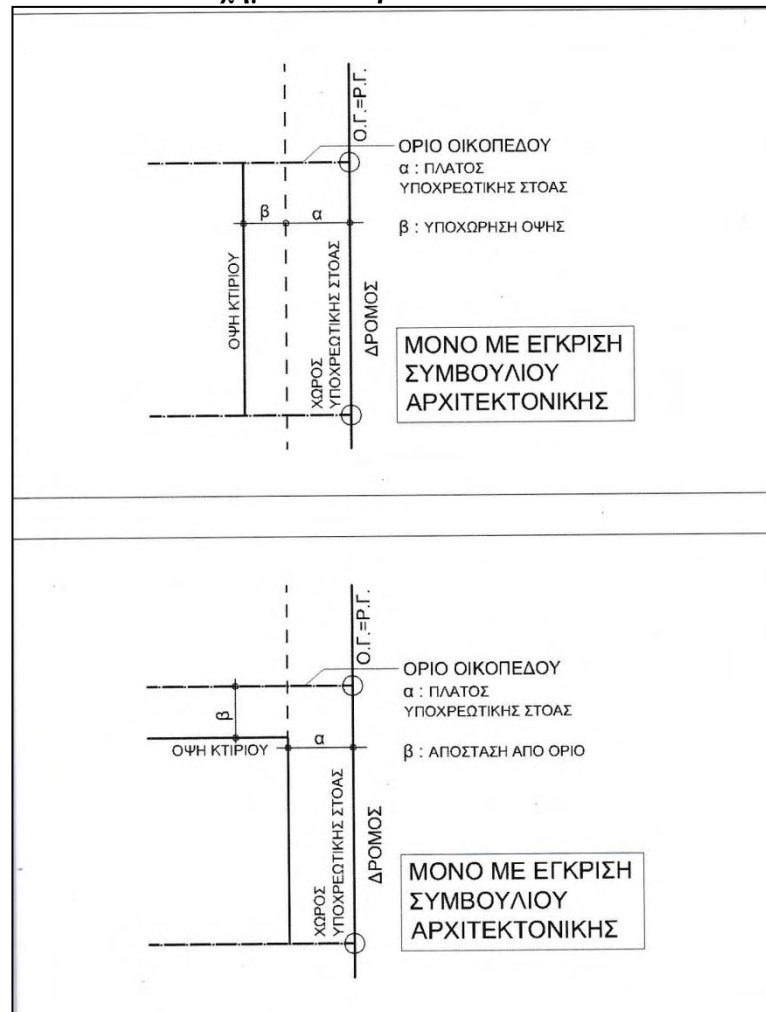 Ο.Γ.=Ρ.Γ.
ΟΡΙΟ ΟΙΚΟΠΕΔΟΥ
α : ΠΛΑΤΟΣ
ΥΠΟΧΡΕΩΤΙΚΗΣ ΣΤΟΑΣ
β α
β : ΥΠΟΧΩΡΗΣΗ ΟΨΗΣ
ΟΨΗ ΚΤΙΡΙΟΥ
ΧΩΡΟΣ
ΥΠΟΧΡΕΩΤΙΚΗΣ ΣΤΟΑΣ
ΔΡΟΜΟΣ
ΜΟΝΟ ΜΕ ΕΓΚΡΙΣΗ
ΣΥΜΒΟΥΛΙΟΥ
ΑΡΧΙΤΕΚΤΟΝΙΚΗΣ
Ο.Γ.=Ρ.Γ.
ΟΡΙΟ ΟΙΚΟΠΕΔΟΥ
α : ΠΛΑΤΟΣ
ΥΠΟΧΡΕΩΤΙΚΗΣ ΣΤΟΑΣ
β
α
β : ΑΠΟΣΤΑΣΗ ΑΠΟ ΟΡΙΟ
ΟΨΗ ΚΤΙΡΙΟΥ
ΧΩΡΟΣ
ΥΠΟΧΡΕΩΤΙΚΗΣ ΣΤΟΑΣ
ΔΡΟΜΟΣ
ΜΟΝΟ ΜΕ ΕΓΚΡΙΣΗ
ΣΥΜΒΟΥΛΙΟΥ
ΑΡΧΙΤΕΚΤΟΝΙΚΗΣ